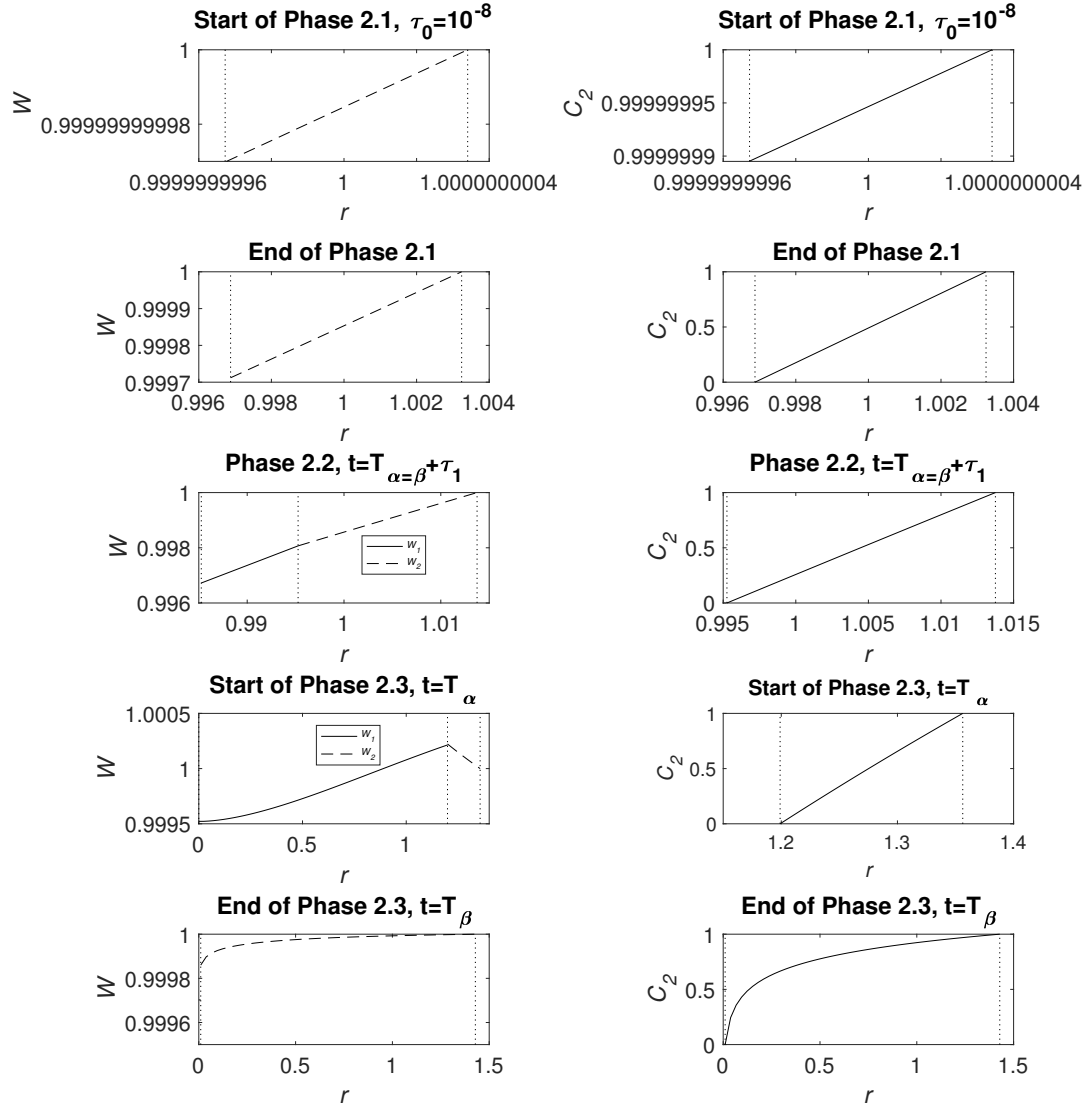 Start of Phase 2.1, τ0=10-8
W
1
0.99999999998
0.9999999996
1
1.0000000004
r
Start of Phase 2.1, τ0=10-8
C2
1
0.99999995
0.9999999
0.9999999996
1
1.0000000004
r
End of Phase 2.1
W
1
0.9999
0.9998
0.9997
0.996
0.998
1
1.002
1.004
r
End of Phase 2.1
C2
1
0.5
0
0.996
0.998
1
1.002
1.004
r
Phase 2.2, t=Tα=β+τ1
W
1
0.998
0.996
W1
W2
0.99
1
1.01
r
Phase 2.2, t=Tα=β+τ1
C2
1
0.5
0
0.995
1
1.005
1.01
1.015
r
Start of Phase 2.3, t=Tα
W
1.0005
1
0.9995
W1
W2
0
0.5
1
r
Start of Phase 2.3, t=Tα
C2
1
0.5
0
1.2
1.3
1.4
r
End of Phase 2.3, t=Tβ
W
1
0.9998
0.9996
0
0.5
1
1.5
r
End of Phase 2.3, t=Tβ
C2
1
0.5
0
0
0.5
1
1.5
r